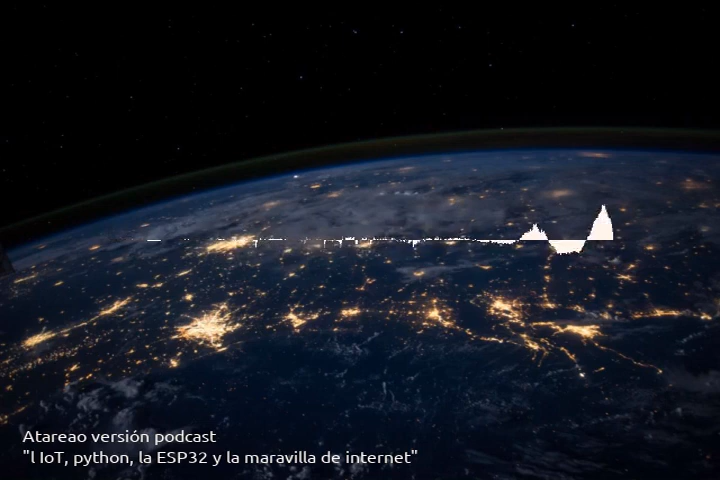 Atareao versión podcast
"l IoT, python, la ESP32 y la maravilla de internet"